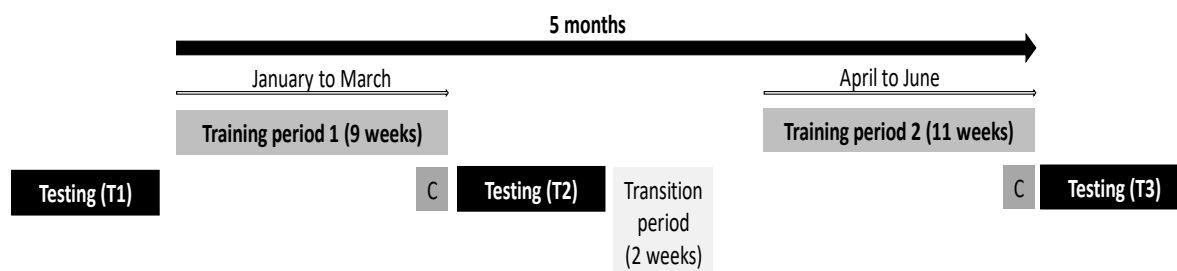 5 months
January to March
April to June
Training period 1 (9 weeks)
Training period 2 (11 weeks)
Testing (T1)
C
Testing (T2)
Transition
period
(2 weeks)
C
Testing (T3)